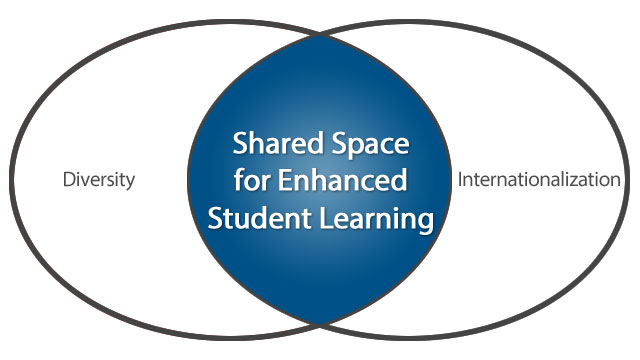 Diversity
Shared Space
for Enhanced
Student Learning
Internationalization